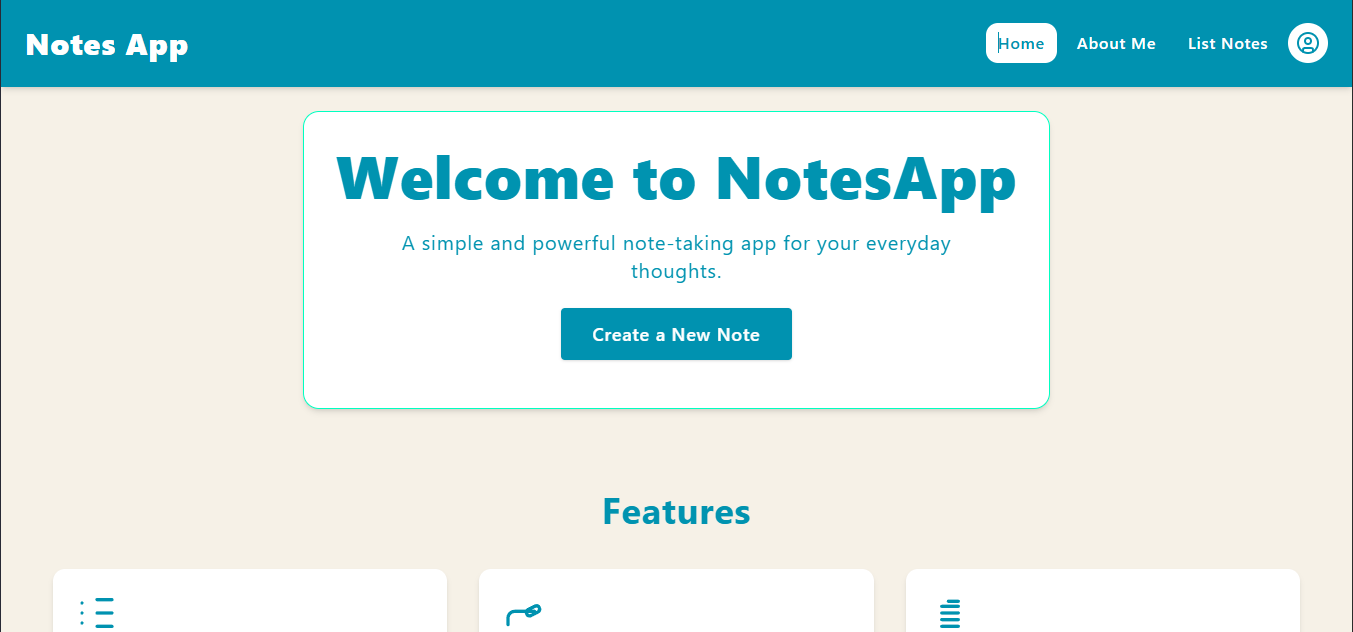 Notes App
Home
About Me
List Notes
Welcome to NotesApp
A simple and powerful note-taking app for your everyday
thoughts.
Create a New Note
Features